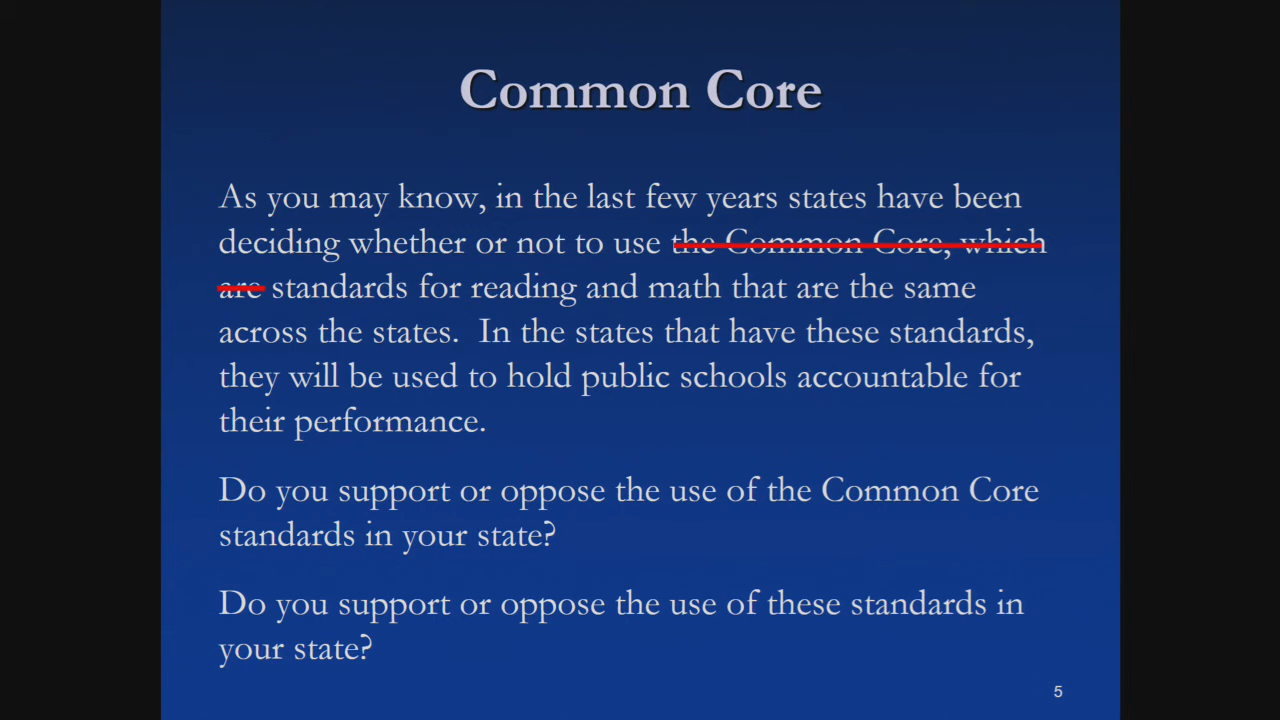 Common Core
As you may know, in the last few years states have been
deciding whether or not to use the Common Core, which
are standards for reading and math that are the same
across the states.  In the states that have these standards,
they will be used to hold public schools accountable for
their performance.
Do you support or oppose the use of the Common Core
standards in your state?
Do you support or oppose the use of these standards in
your state?
5